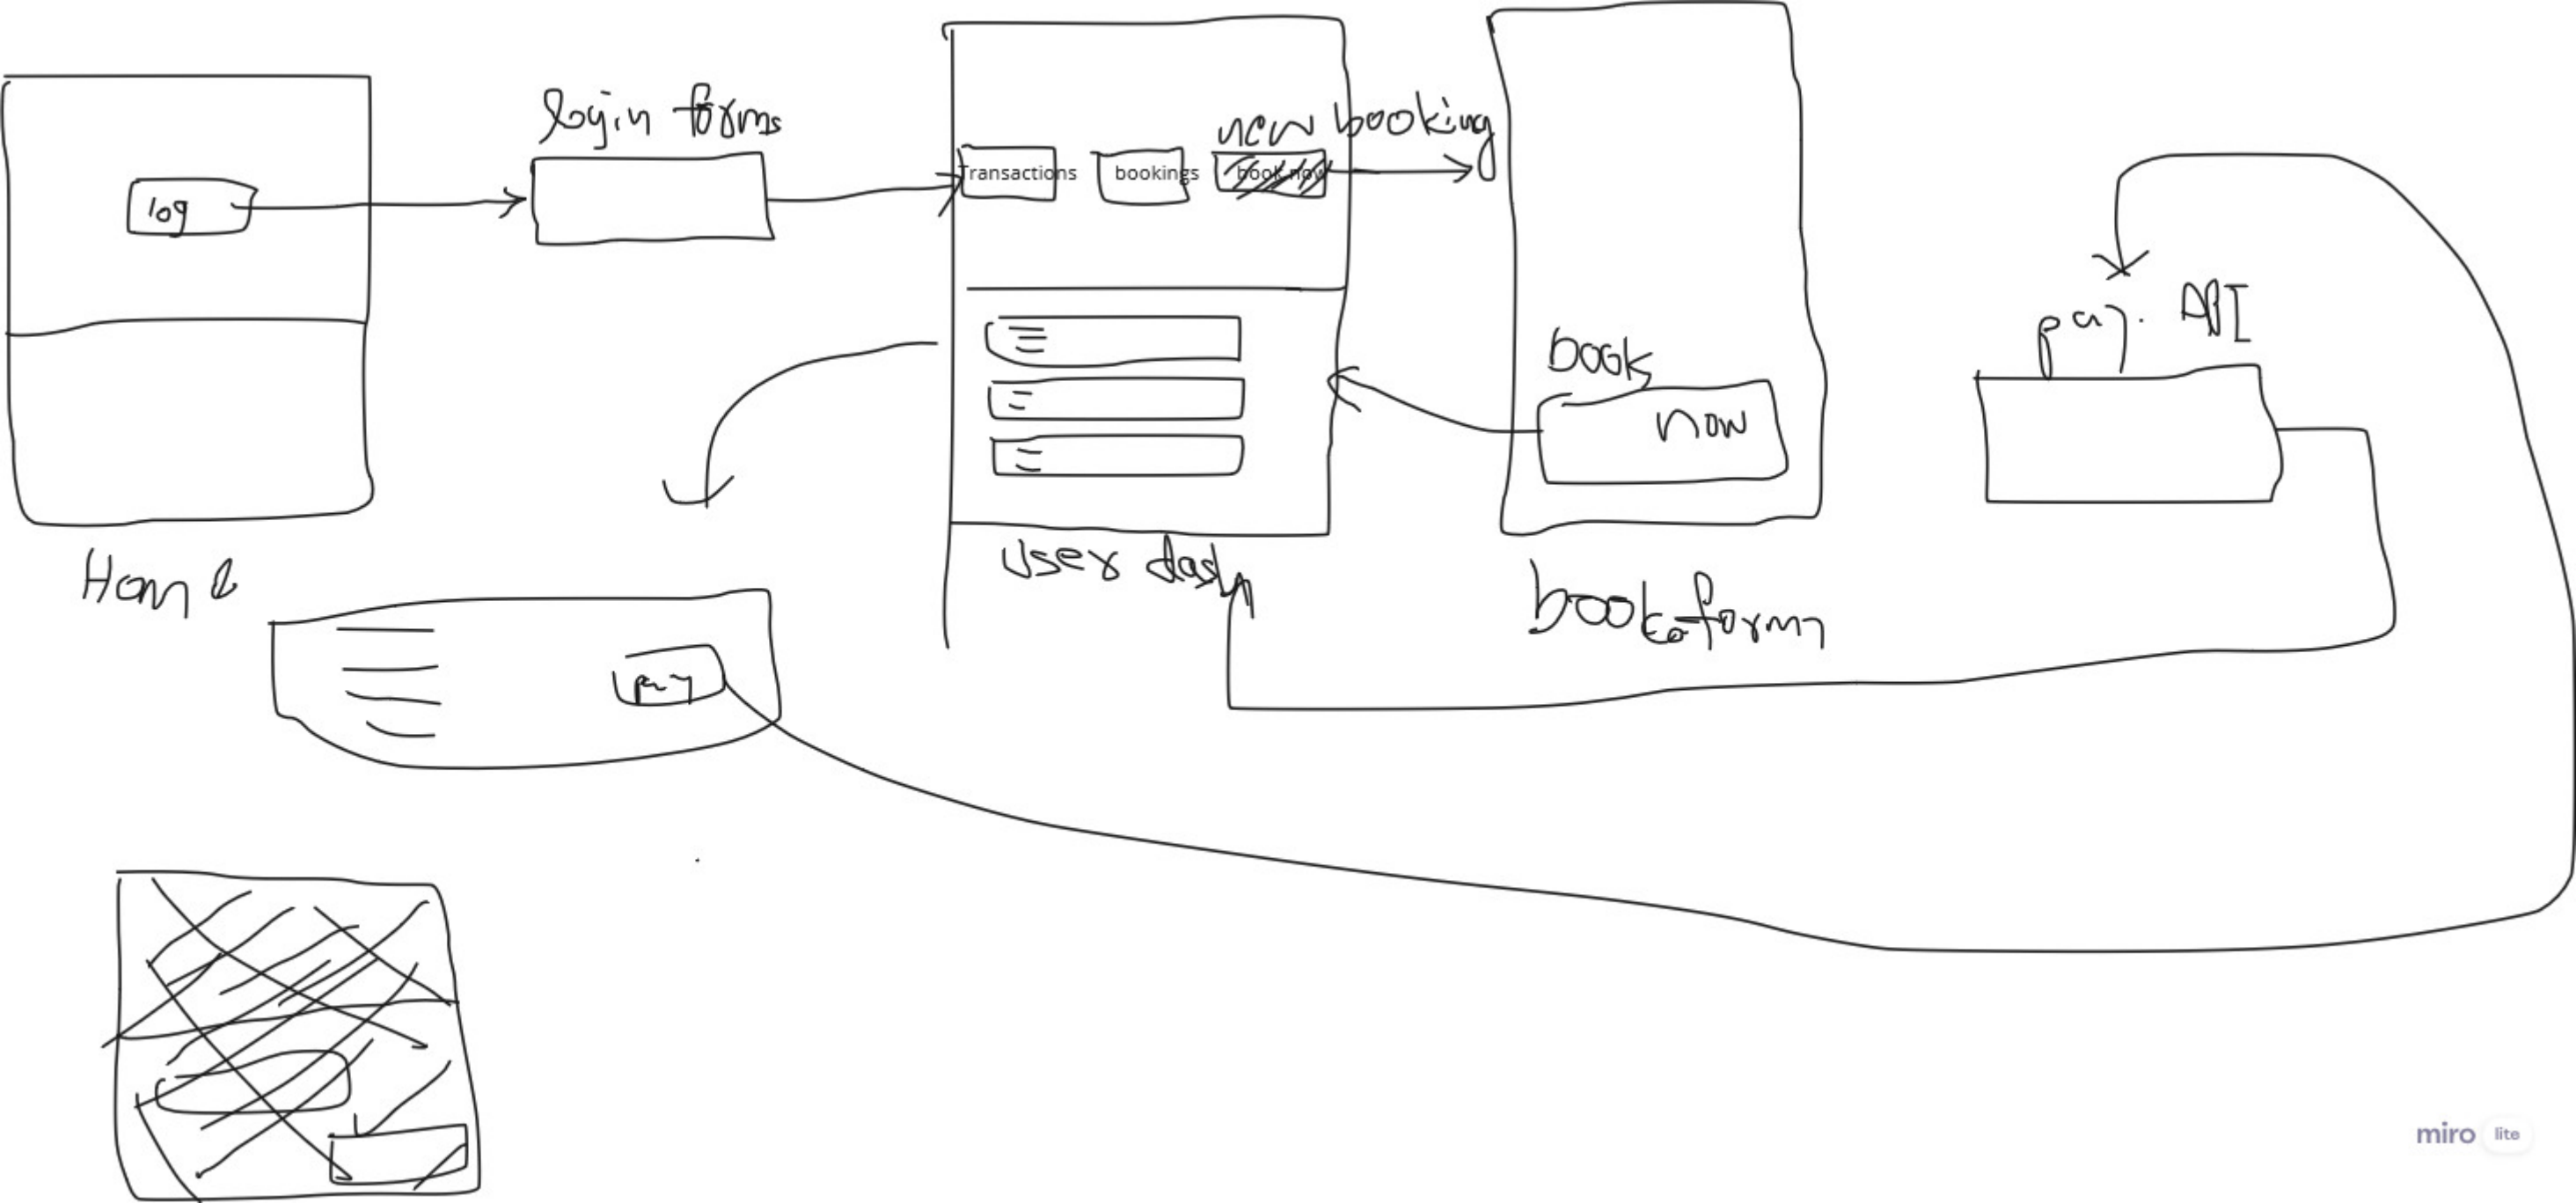 log
Home
login forms
Transactions
bookings
new booking
book now
User dash
book
now
book forms
pay. API
pay
miro lite